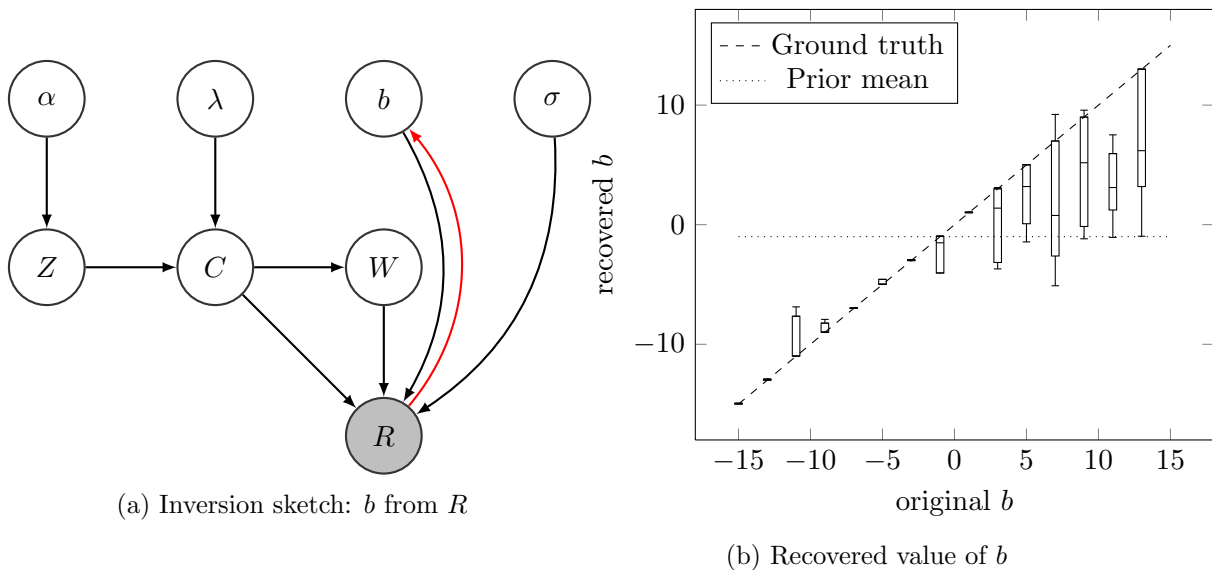 α λ b σ
Z C W
R
(a) Inversion sketch: b from R
Ground truth
Prior mean
10
0
−10
recovered b
−15 −10 −5 0 5 10 15
original b
(b) Recovered value of b